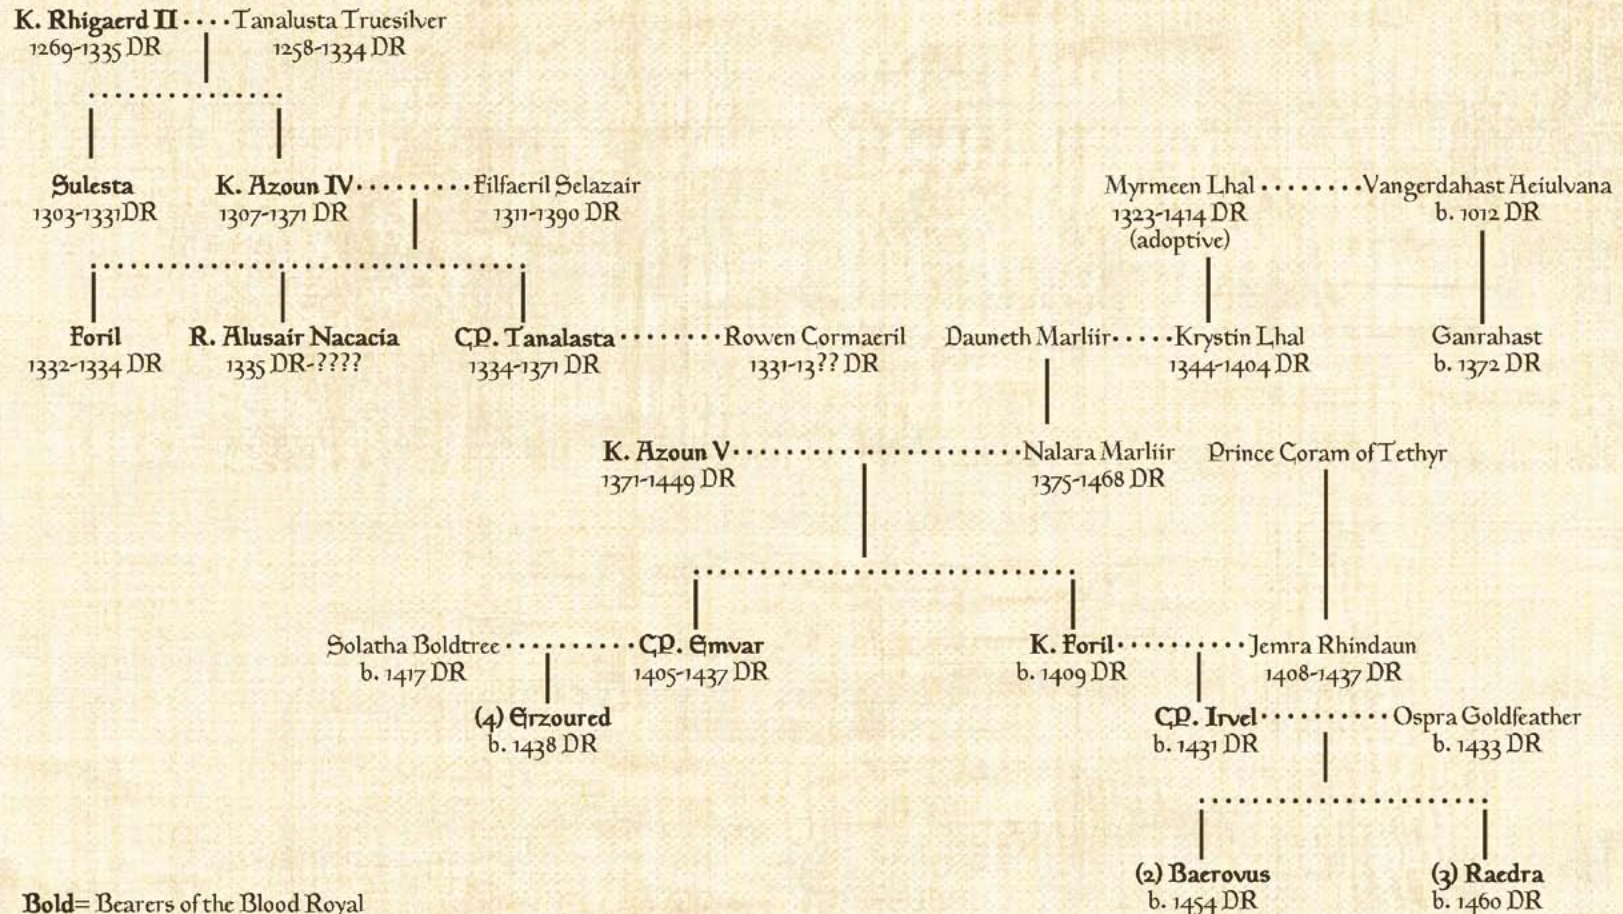 K. Rhigaerd II Tanalusta Truesilver
1269-1335 DR 1258-1334 DR
Sulesta K. Azoun IV Filfaeril Selazair Myrmeen Lhal Vangerdahast Aeiulvana
1303-1331DR 1307-1371 DR 1311-1390 DR 1323-1414 DR b. 1012 DR
(adoptive)
Foril R. Alusair Nacacia C.P. Tanalasta Rowen Cormaeril Dauneth Marliir Krystin Lhal Ganrahast
1332-1334 DR 1335 DR-???? 1334-1371 DR 1331-13?? DR 1344-1404 DR b. 1372 DR
K. Azoun V Nalara Marliir Prince Coram of Tethyr
1371-1449 DR 1375-1468 DR
Solatha Boldtree C.P. Emvar K. Foril Jemra Rhindaun
b. 1417 DR 1405-1437 DR b. 1409 DR 1408-1437 DR
(4) Erzoured C.P. Irvel Ospra Goldfeather
b. 1438 DR b. 1431 DR b. 1433 DR
(2) Baerovus (3) Raedra
b. 1454 DR b. 1460 DR
Bold= Bearers of the Blood Royal